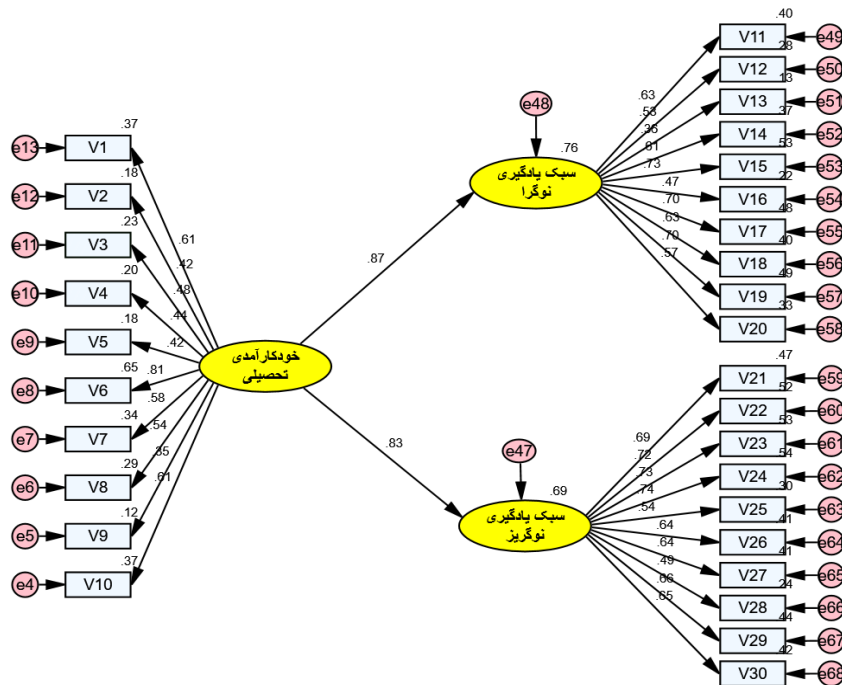 .37
e13
V1
.18
e12
V2
.23
e11
V3
.20
e10
V4
.18
e9
V5
.65
e8
V6
.34
e7
V7
.29
e6
V8
.12
e5
V9
.37
e4
V10
.61
.42
.48
.44
.42
.81
.58
.54
.35
.61
خودکارآمدی
تحصیلی
.87
.83
e48
.76
سبک یادگیری
نوگرا
e47
.69
سبک یادگیری
نوگریز
.63
.53
.36
.61
.73
.47
.70
.63
.70
.57
.40
V11
e49
.28
V12
e50
.13
V13
e51
.37
V14
e52
.53
V15
e53
.22
V16
e54
.48
V17
e55
.40
V18
e56
.49
V19
e57
.33
V20
e58
.69
.72
.73
.74
.54
.64
.64
.49
.66
.65
.47
V21
e59
.52
V22
e60
.53
V23
e61
.54
V24
e62
.30
V25
e63
.41
V26
e64
.41
V27
e65
.24
V28
e66
.44
V29
e67
.42
V30
e68